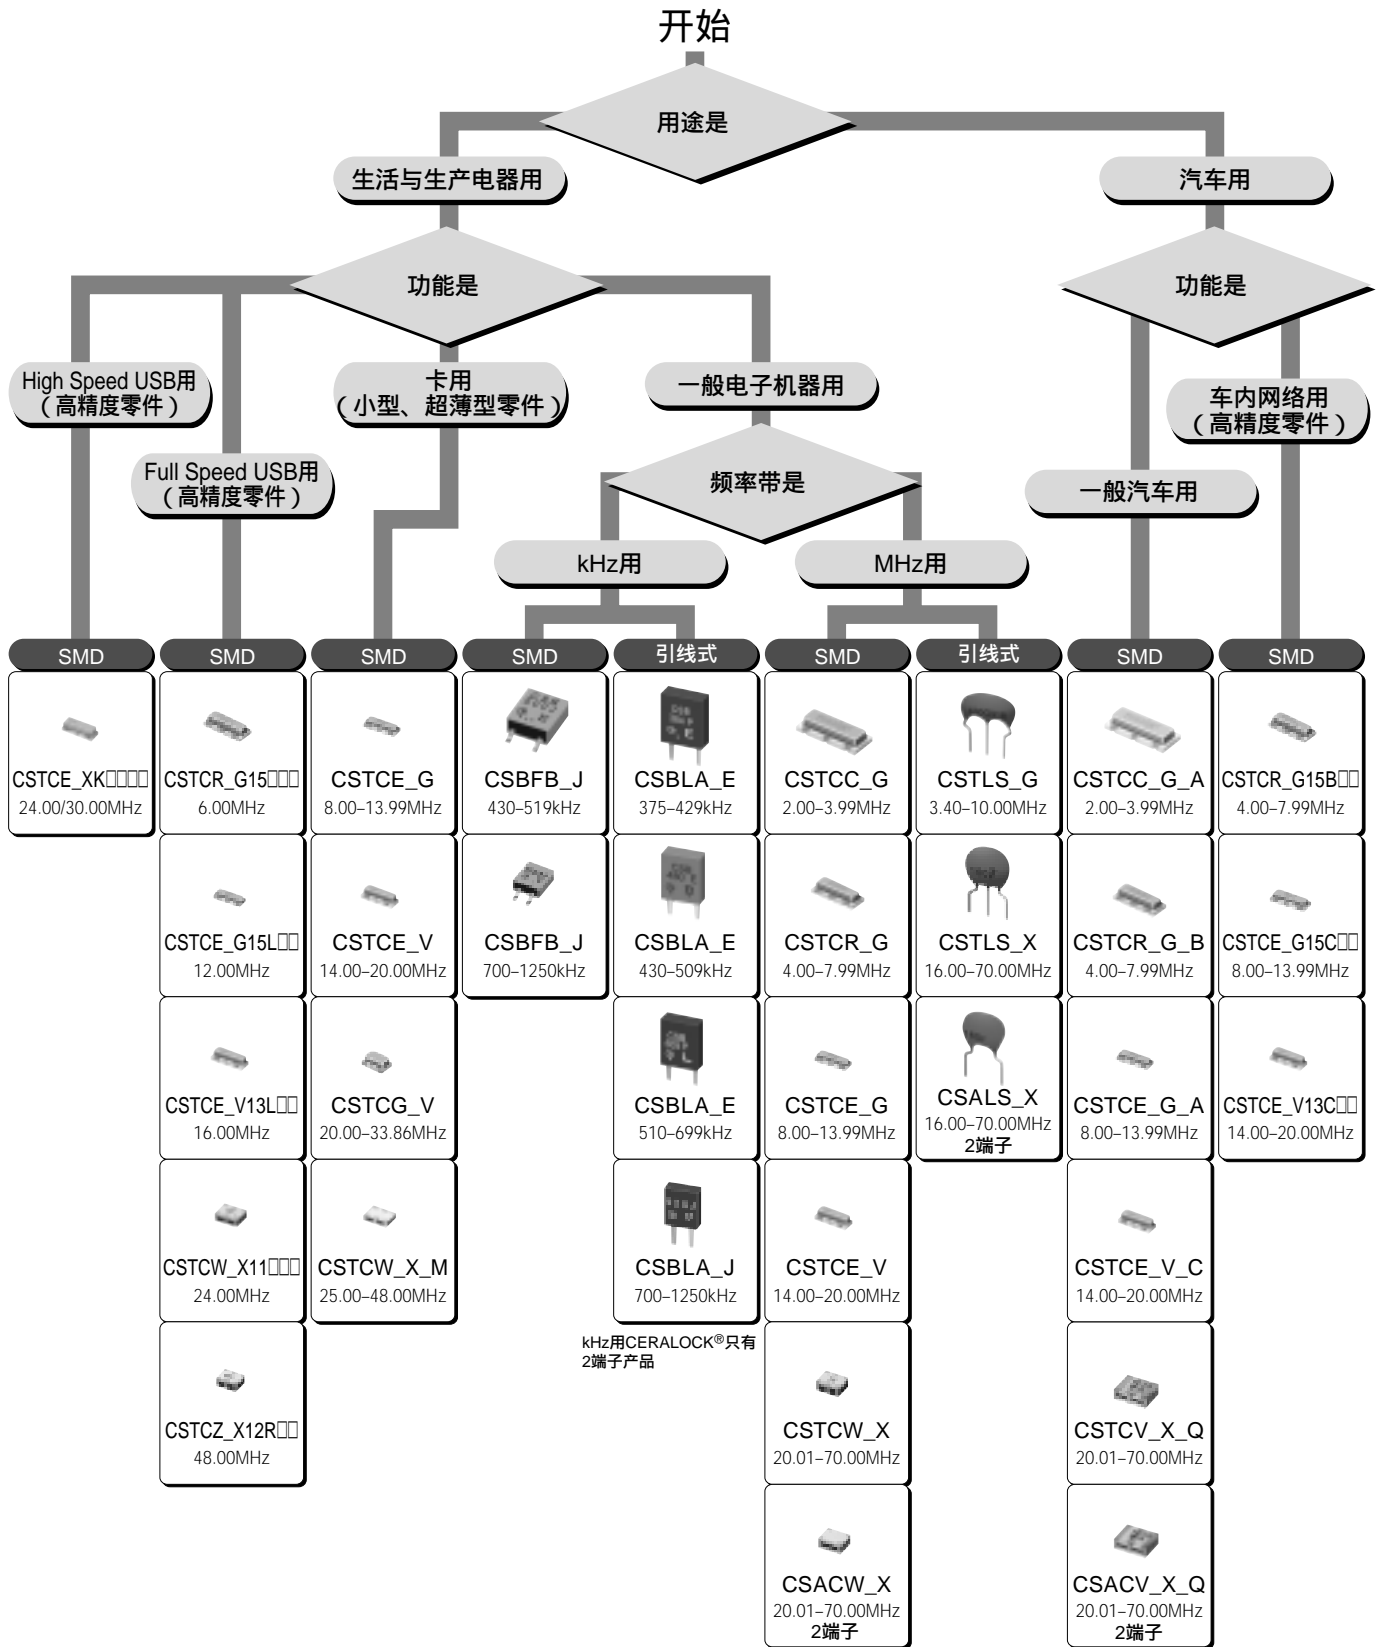 开始
用途是
生活与生产电器用
汽车用
功能是
功能是
High Speed USB用
（高精度零件）
卡用
（小型、超薄型零件）
一般电子机器用
车内网络用
（高精度零件）
Full Speed USB用
（高精度零件）
频率带是
一般汽车用
kHz用
MHz用
SMD
SMD
SMD
SMD
引线式
SMD
引线式
SMD
SMD
CSTCE_XK□□□□
24.00/30.00MHz
CSTCR_G15□□□
6.00MHz
CSTCE_G
8.00–13.99MHz
CSBFB_J
430–519kHz
CSBLA_E
375–429kHz
CSTCC_G
2.00–3.99MHz
CSTLS_G
3.40–10.00MHz
CSTCC_G_A
2.00–3.99MHz
CSTCR_G15B□□
4.00–7.99MHz
CSTCE_G15L□□
12.00MHz
CSTCE_V
14.00–20.00MHz
CSBFB_J
700–1250kHz
CSBLA_E
430–509kHz
CSTCR_G
4.00–7.99MHz
CSTLS_X
16.00–70.00MHz
CSTCR_G_B
4.00–7.99MHz
CSTCE_G15C□□
8.00–13.99MHz
CSTCE_V13L□□
16.00MHz
CSTCG_V
20.00–33.86MHz
CSBLA_E
510–699kHz
CSTCE_G
8.00–13.99MHz
CSALS_X
16.00–70.00MHz
2端子
CSTCE_G_A
8.00–13.99MHz
CSTCE_V13C□□
14.00–20.00MHz
CSTCW_X11□□□
24.00MHz
CSTCW_X_M
25.00–48.00MHz
CSBLA_J
700–1250kHz
CSTCE_V
14.00–20.00MHz
CSTCE_V_C
14.00–20.00MHz
kHz用CERALOCK®只有
2端子产品
CSTCZ_X12R□□
48.00MHz
CSTCW_X
20.01–70.00MHz
CSTCV_X_Q
20.01–70.00MHz
CSACW_X
20.01–70.00MHz
2端子
CSACV_X_Q
20.01–70.00MHz
2端子